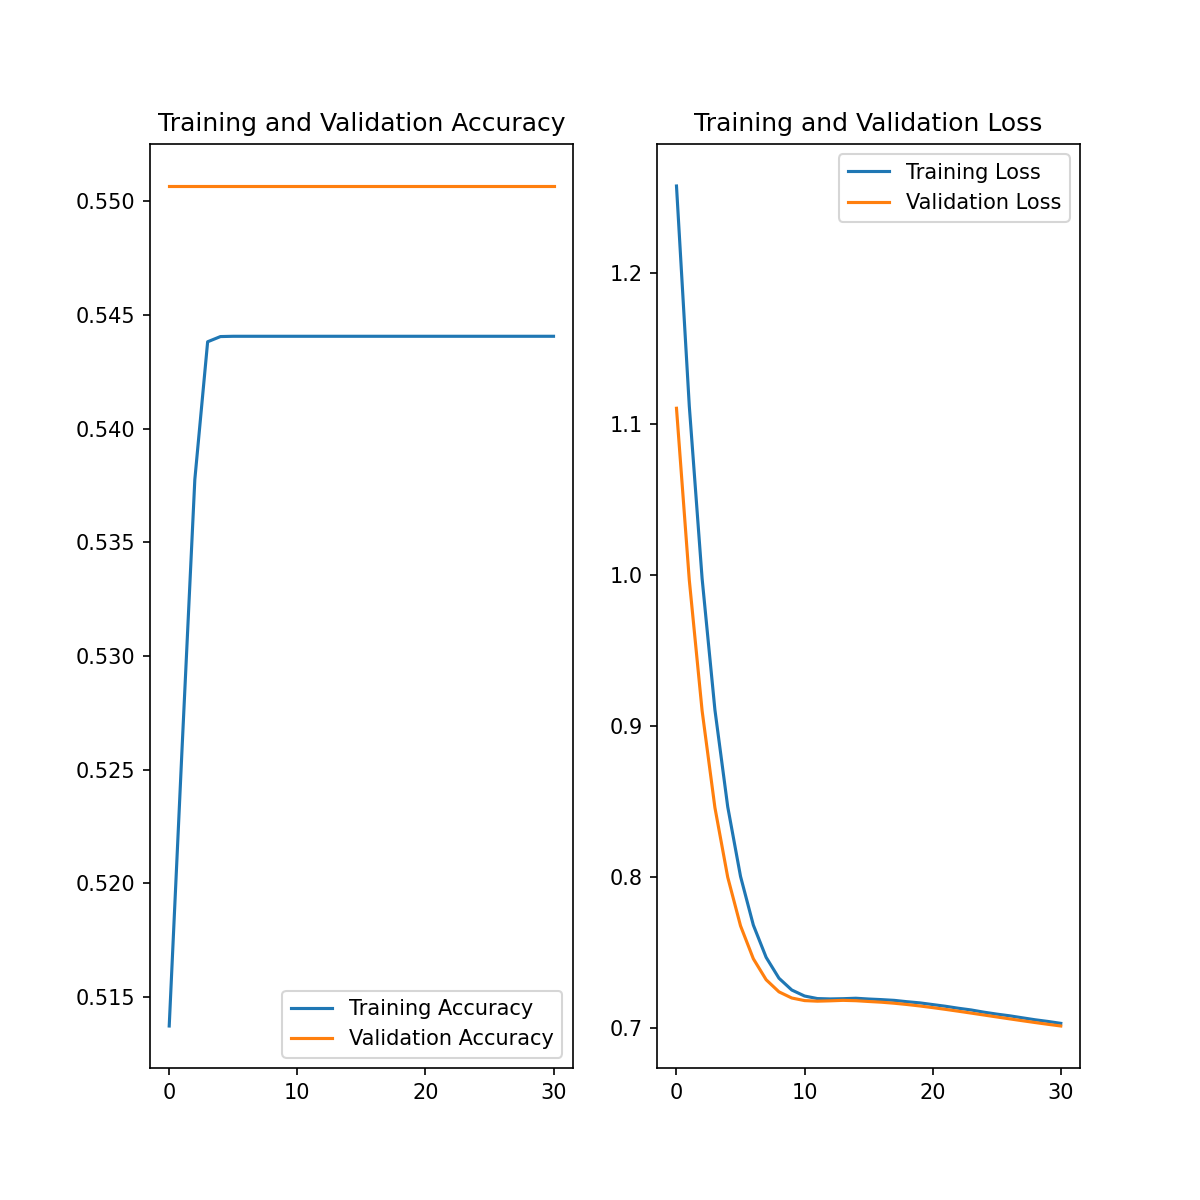 Training and Validation Accuracy
0.550
0.545
0.540
0.535
0.530
0.525
0.520
0.515
Training Accuracy
Validation Accuracy
0 10 20 30
Training and Validation Loss
Training Loss
Validation Loss
1.2
1.1
1.0
0.9
0.8
0.7
0 10 20 30